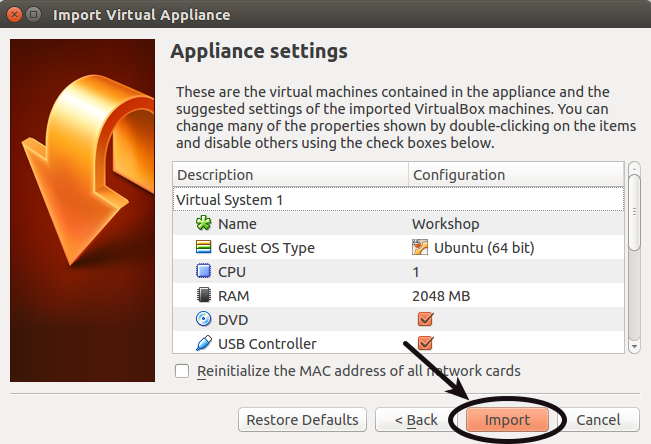 Import Virtual Appliance
Appliance settings
These are the virtual machines contained in the appliance and the
suggested settings of the imported VirtualBox machines. You can
change many of the properties shown by double-clicking on the items
and disable others using the check boxes below.
Description Configuration
Virtual System 1
Name Workshop
Guest OS Type Ubuntu (64 bit)
CPU 1
RAM 2048 MB
DVD
USB Controller
Reinitialize the MAC address of all network cards
Restore Defaults < Back Import Cancel